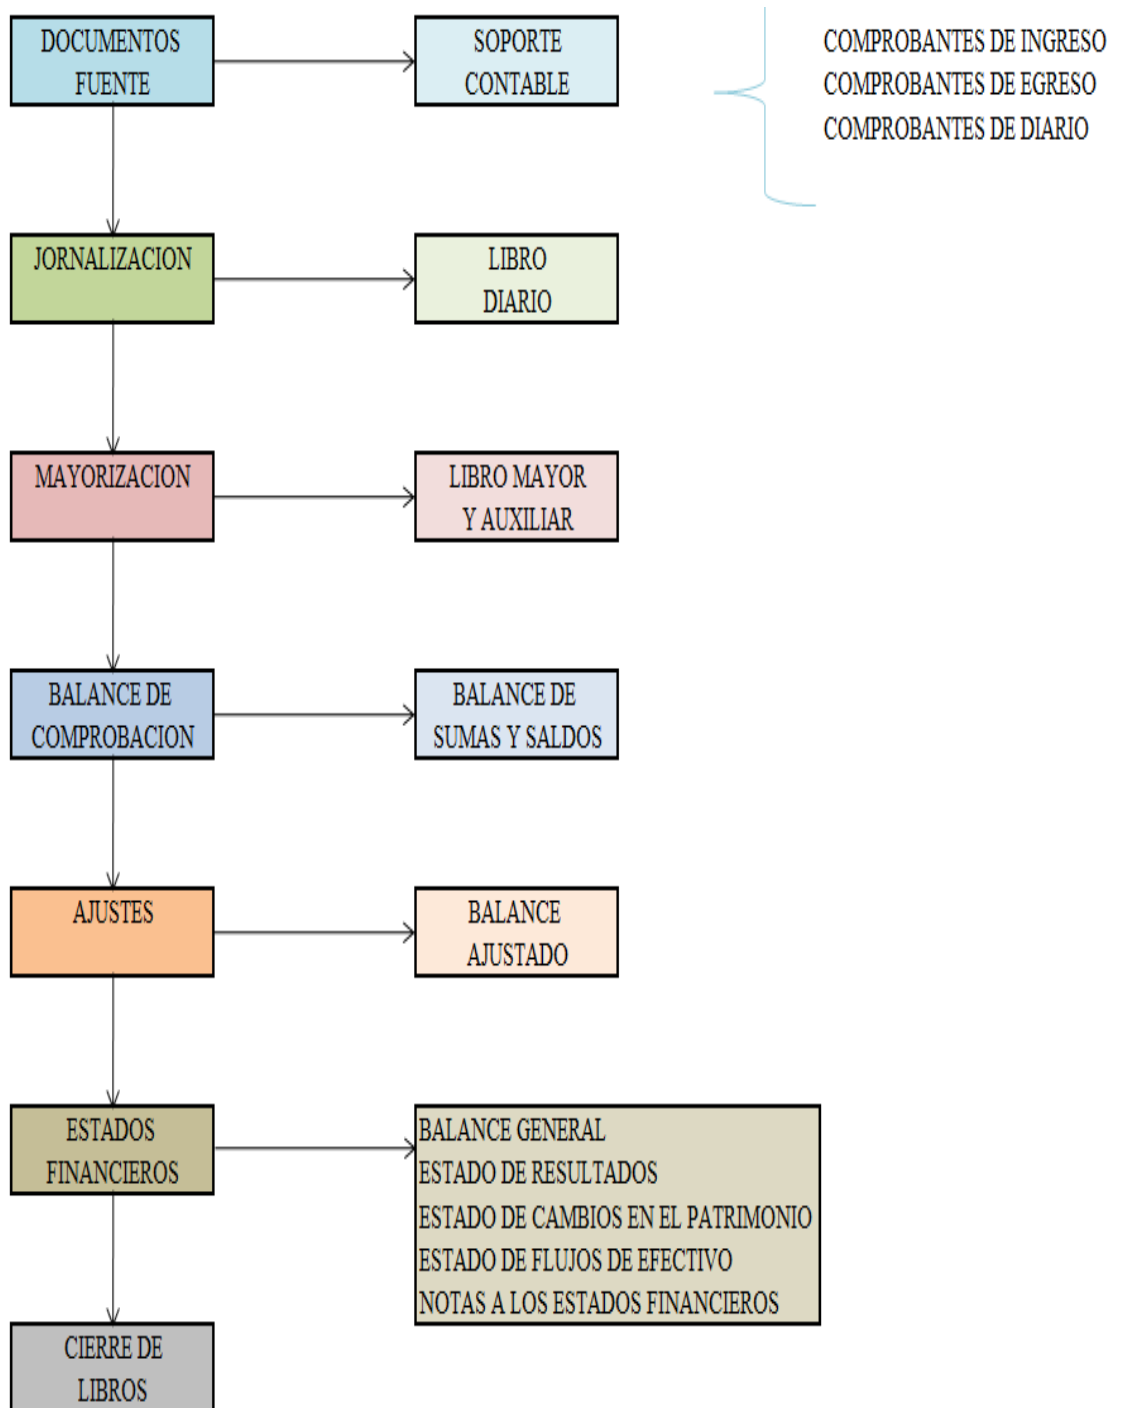 DOCUMENTOS
FUENTE
SOPORTE
CONTABLE
COMPROBANTES DE INGRESO
COMPROBANTES DE EGRESO
COMPROBANTES DE DIARIO
JORNALIZACION
LIBRO
DIARIO
MAYORIZACION
LIBRO MAYOR
Y AUXILIAR
BALANCE DE
COMPROBACION
BALANCE DE
SUMAS Y SALDOS
AJUSTES
BALANCE
AJUSTADO
ESTADOS
FINANCIEROS
BALANCE GENERAL
ESTADO DE RESULTADOS
ESTADO DE CAMBIOS EN EL PATRIMONIO
ESTADO DE FLUJOS DE EFECTIVO
NOTAS A LOS ESTADOS FINANCIEROS
CIERRE DE
LIBROS